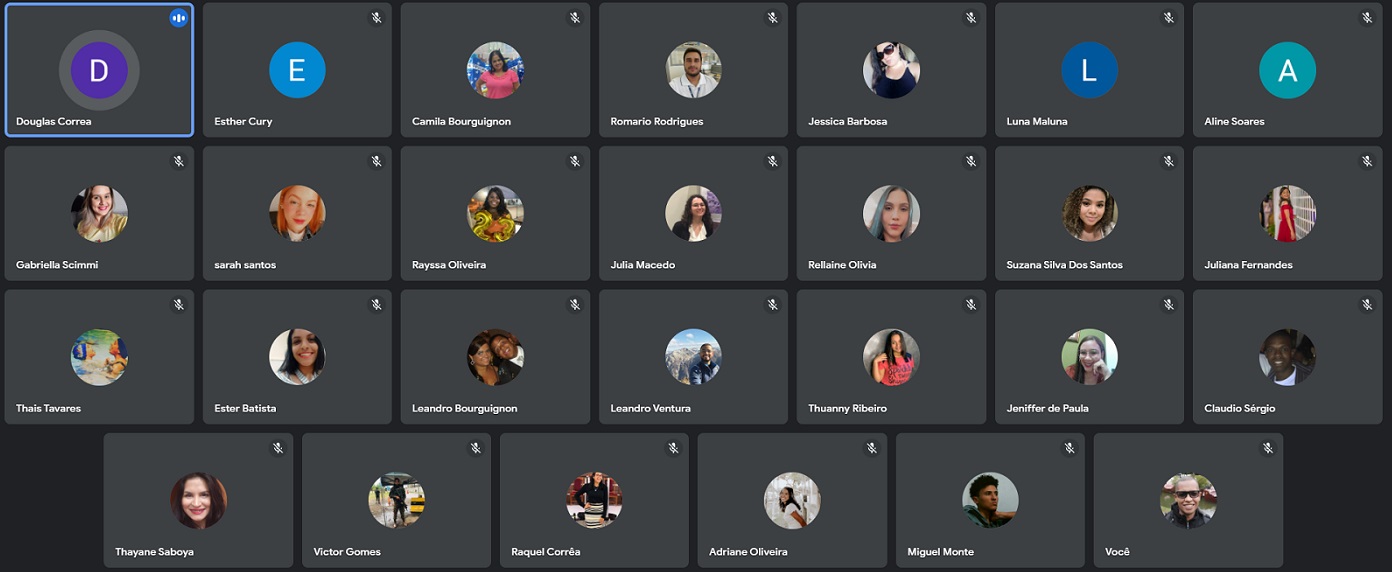 D
Douglas Correa
E
Esther Cury
Camila Bourguignon
Romario Rodrigues
Jessica Barbosa
L
Luna Maluna
A
Aline Soares
Gabriella Scimmi
sarah santos
Rayssa Oliveira
Julia Macedo
Rellaine Olivia
Suzana Silva Dos Santos
Juliana Fernandes
Thais Tavares
Ester Batista
Leandro Bourguignon
Leandro Ventura
Thuanny Ribeiro
Jeniffer de Paula
Claudio Sérgio
Thayane Saboya
Victor Gomes
Raquel Corrêa
Adriane Oliveira
Miguel Monte
Você